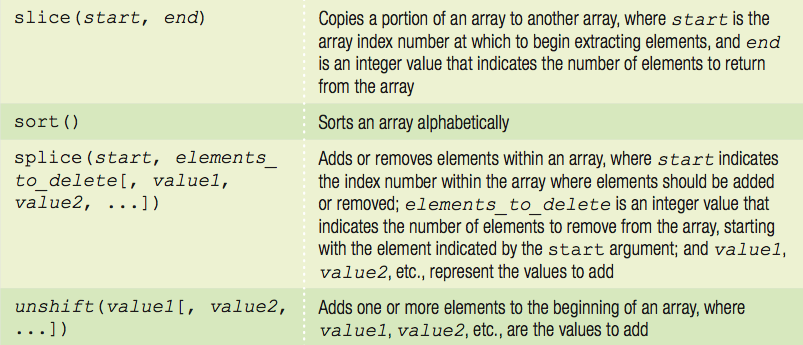 slice(start, end)
Copies a portion of an array to another array, where start is the
array index number at which to begin extracting elements, and end
is an integer value that indicates the number of elements to return
from the array
sort()
Sorts an array alphabetically
splice(start, elements_
to_delete[, value1,
value2, ...])
Adds or removes elements within an array, where start indicates
the index number within the array where elements should be added
or removed; elements_to_delete is an integer value that
indicates the number of elements to remove from the array, starting
with the element indicated by the start argument; and value1,
value2, etc., represent the values to add
unshift(value1[, value2,
...])
Adds one or more elements to the beginning of an array, where
value1, value2, etc., are the values to add